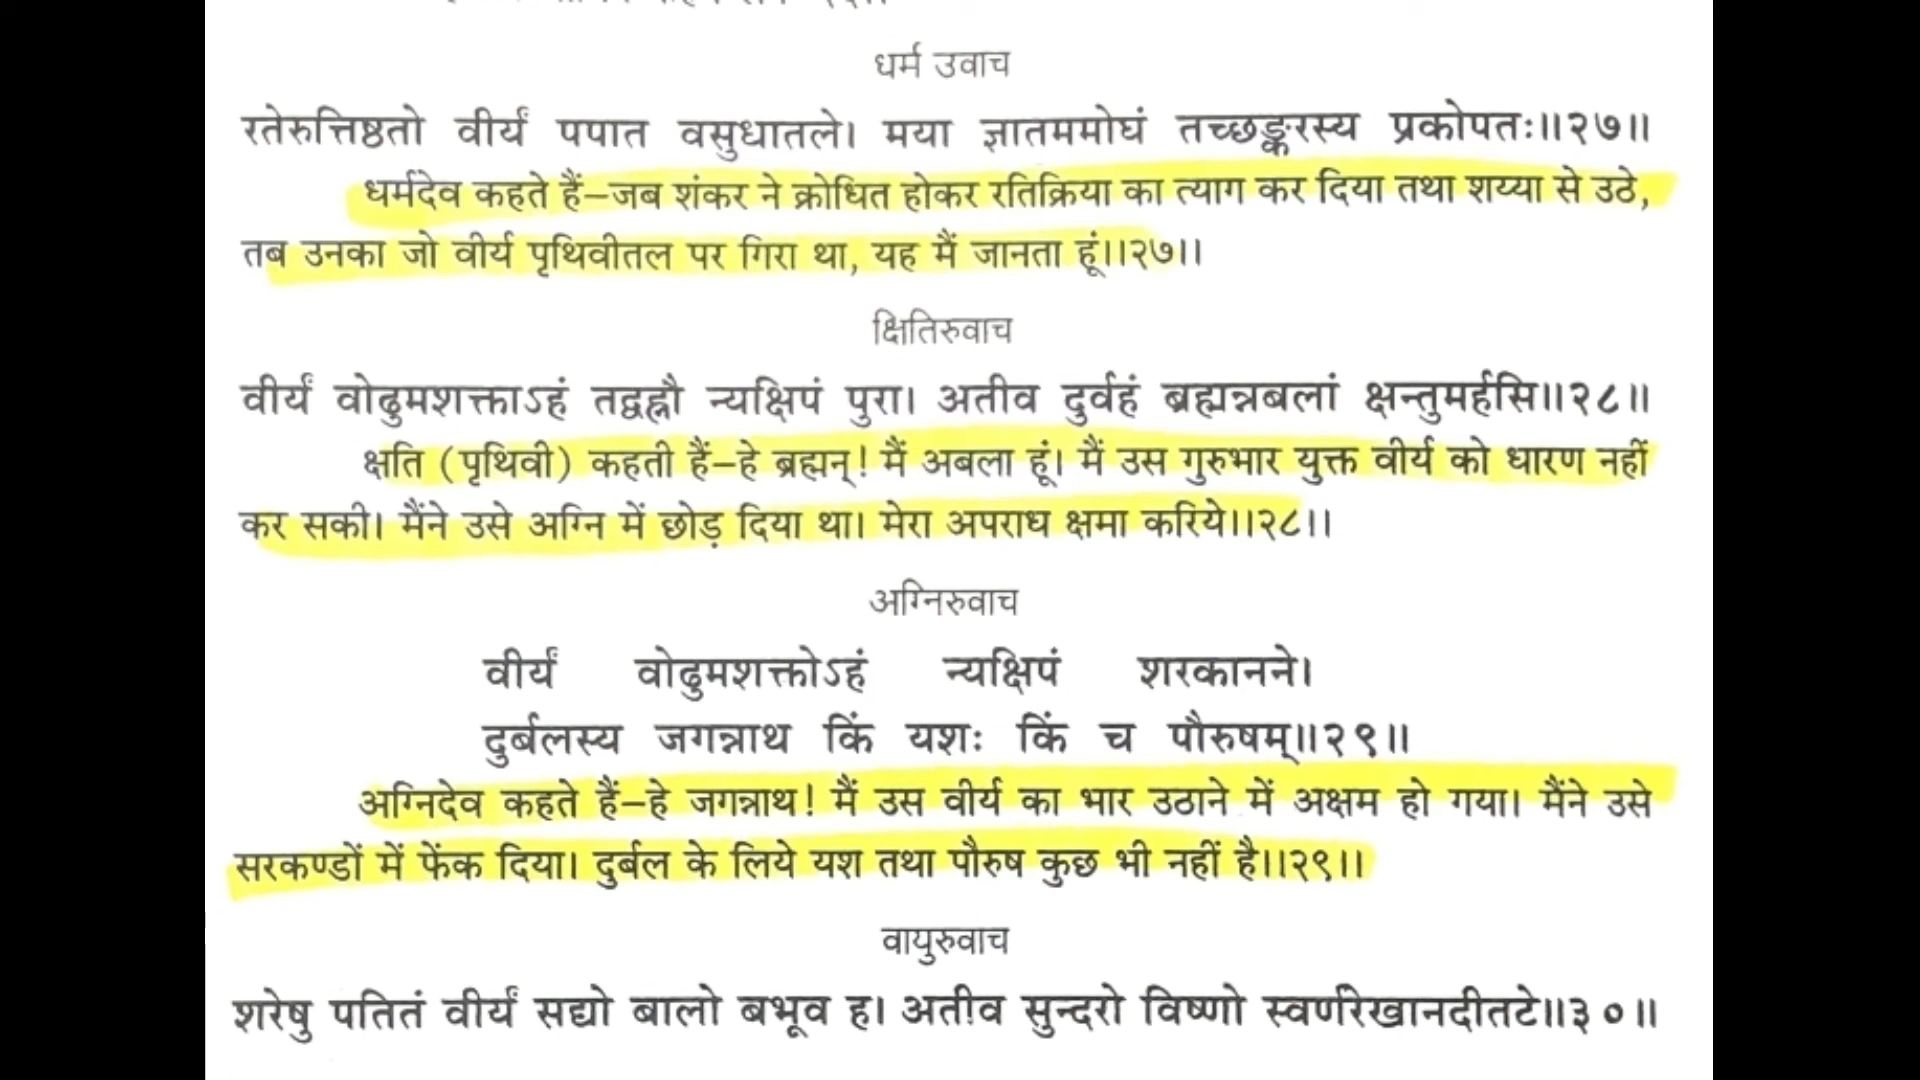 धर्म उवाच
रतेरुत्तिष्ठतो वीर्यं पपात वसुधातले। मया ज्ञातममोघं तच्छङ्करस्य प्रकोपतः॥२७॥
धर्मदेव कहते हैं–जब शंकर ने क्रोधित होकर रतिक्रिया का त्याग कर दिया तथा शय्या से उठे,
तब उनका जो वीर्य पृथिवीतल पर गिरा था, यह मैं जानता हूं।।२७।।
क्षितिरुवाच
वीर्यं वोढुमशक्ताऽहं तद्वह्नौ न्यक्षिपं पुरा। अतीव दुर्वहं ब्रह्मन्नबलां क्षन्तुमर्हसि॥२८॥
क्षति (पृथिवी) कहती हैं–हे ब्रह्मन्! मैं अबला हूं। मैं उस गुरुभार युक्त वीर्य को धारण नहीं
कर सकी। मैंने उसे अग्नि में छोड़ दिया था। मेरा अपराध क्षमा करिये।।२८।।
अग्निरुवाच
वीर्यं वोढुमशक्तोऽहं न्यक्षिपं शरकानने।
दुर्बलस्य जगन्नाथ किं यशः किं च पौरुषम्॥२९॥
अग्निदेव कहते हैं–हे जगन्नाथ! मैं उस वीर्य का भार उठाने में अक्षम हो गया। मैंने उसे
सरकण्डों में फेंक दिया। दुर्बल के लिये यश तथा पौरुष कुछ भी नहीं है।।२९।।
वायुरुवाच
शरेषु पतितं वीर्यं सद्यो बालो बभूव ह। अतीव सुन्दरो विष्णो स्वर्णरेखानदीतटे॥३०॥